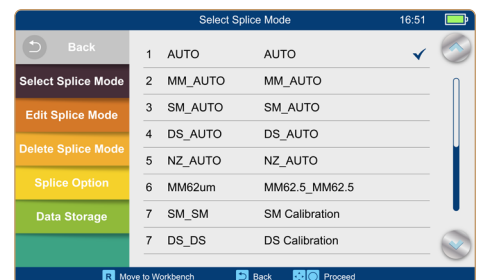 Select Splice Mode 16:51
Back
Select Splice Mode
Edit Splice Mode
Delete Splice Mode
Splice Option
Data Storage
1 AUTO AUTO
2 MM_AUTO MM_AUTO
3 SM_AUTO SM_AUTO
4 DS_AUTO DS_AUTO
5 NZ_AUTO NZ_AUTO
6 MM62um MM62.5_MM62.5
7 SM_SM SM Calibration
7 DS_DS DS Calibration
R Move to Workbench Back Proceed